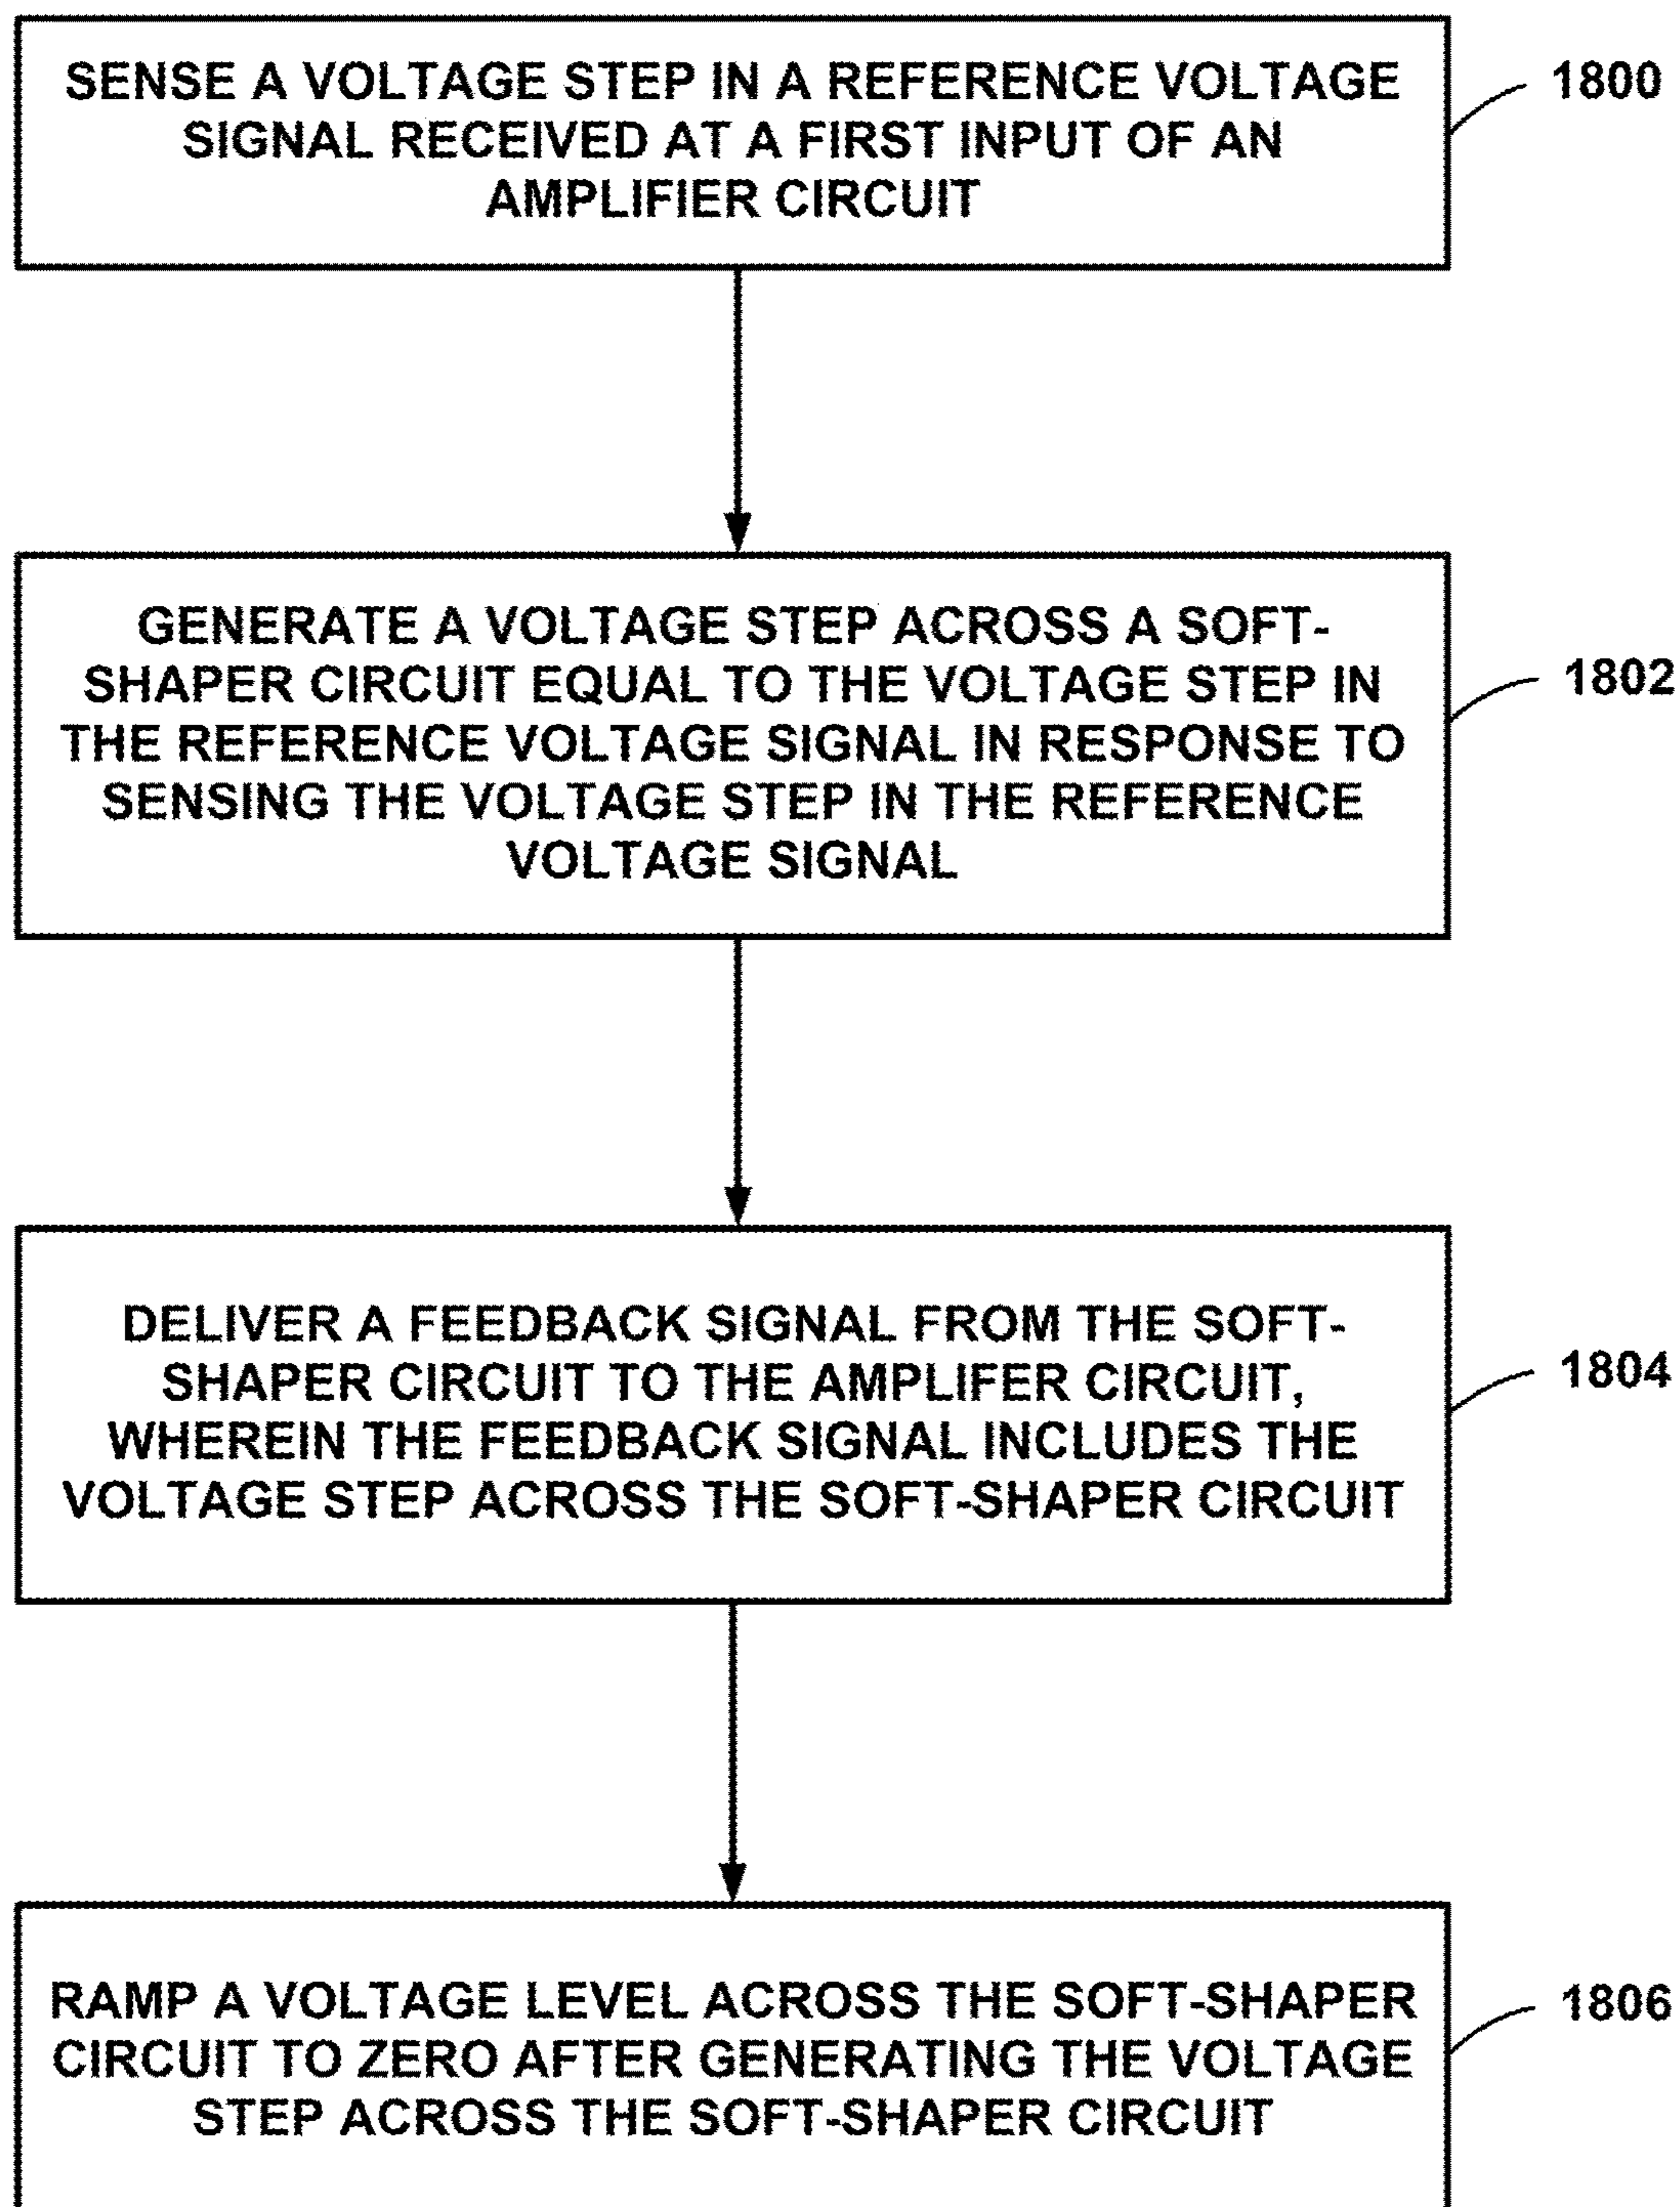 SENSE A VOLTAGE STEP IN A REFERENCE VOLTAGE
SIGNAL RECEIVED AT A FIRST INPUT OF AN
AMPLIFIER CIRCUIT
1800
GENERATE A VOLTAGE STEP ACROSS A SOFT-
SHAPER CIRCUIT EQUAL TO THE VOLTAGE STEP IN
THE REFERENCE VOLTAGE SIGNAL IN RESPONSE TO
SENSING THE VOLTAGE STEP IN THE REFERENCE
VOLTAGE SIGNAL
1802
DELIVER A FEEDBACK SIGNAL FROM THE SOFT-
SHAPER CIRCUIT TO THE AMPLIFER CIRCUIT,
WHEREIN THE FEEDBACK SIGNAL INCLUDES THE
VOLTAGE STEP ACROSS THE SOFT-SHAPER CIRCUIT
1804
RAMP A VOLTAGE LEVEL ACROSS THE SOFT-SHAPER
CIRCUIT TO ZERO AFTER GENERATING THE VOLTAGE
STEP ACROSS THE SOFT-SHAPER CIRCUIT
1806